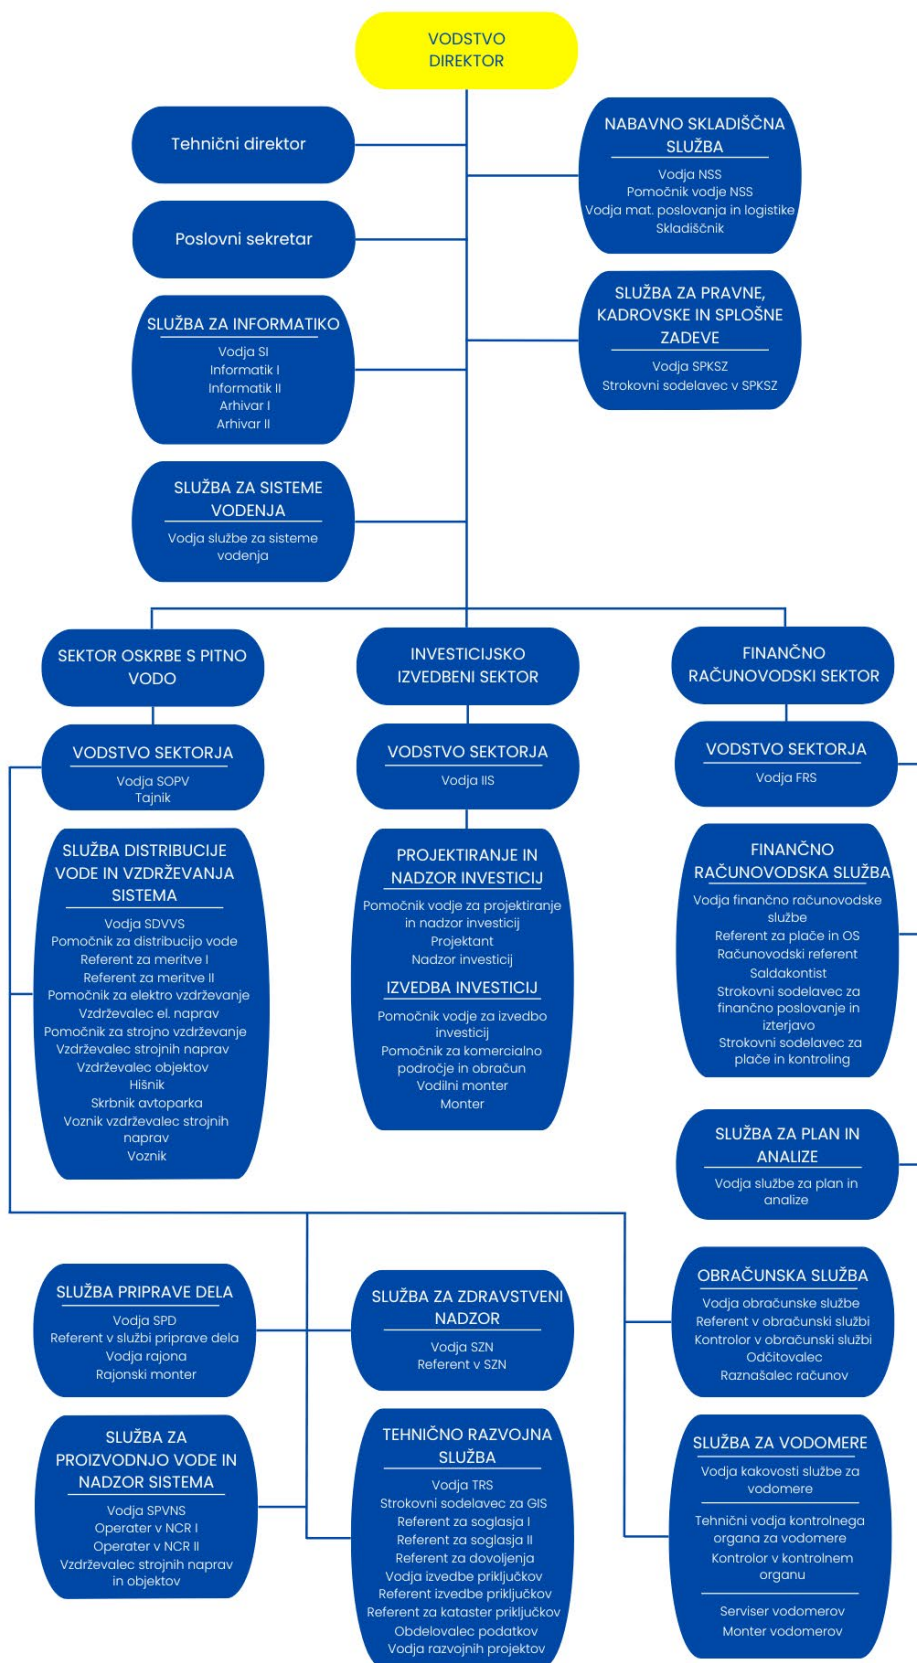 VODSTVO
DIREKTOR
Tehnični direktor
NABAVNO SKLADIŠČNA
SLUŽBA
Vodja NSS
Pomočnik vodje NSS
Vodja mat. poslovanja in logistike
Skladiščnik
Poslovni sekretar
SLUŽBA ZA INFORMATIKO
Vodja SI
Informatik I
Informatik II
Arhivar I
Arhivar II
SLUŽBA ZA PRAVNE,
KADROVSKE IN SPLOŠNE
ZADEVE
Vodja SPKSZ
Strokovni sodelavec v SPKSZ
SLUŽBA ZA SISTEME
VODENJA
Vodja službe za sisteme
vodenja
SEKTOR OSKRBE S PITNO
VODO
INVESTICIJSKO
IZVEDBENI SEKTOR
FINANČNO
RAČUNOVODSKI SEKTOR
VODSTVO SEKTORJA
Vodja SOPV
Tajnik
VODSTVO SEKTORJA
Vodja IIS
VODSTVO SEKTORJA
Vodja FRS
SLUŽBA DISTRIBUCIJE
VODE IN VZDRŽEVANJA
SISTEMA
Vodja SDVVS
Pomočnik za distribucijo vode
Referent za meritve I
Referent za meritve II
Pomočnik za elektro vzdrževanje
Vzdrževalec el. naprav
Pomočnik za strojno vzdrževanje
Vzdrževalec strojnih naprav
Vzdrževalec objektov
Hišnik
Skrbnik avtoparka
Voznik vzdrževalec strojnih
naprav
Voznik
PROJEKTIRANJE IN
NADZOR INVESTICIJ
Pomočnik vodje za projektiranje
in nadzor investicij
Projektant
Nadzor investicij
IZVEDBA INVESTICIJ
Pomočnik vodje za izvedbo
investicij
Pomočnik za komercialno
področje in obračun
Vodilni monter
Monter
FINANČNO
RAČUNOVODSKA SLUŽBA
Vodja finančno računovodske
službe
Referent za plače in OS
Računovodski referent
Saldakontist
Strokovni sodelavec za
finančno poslovanje in
izterjavo
Strokovni sodelavec za
plače in kontroling
SLUŽBA ZA PLAN IN
ANALIZE
Vodja službe za plan in
analize
SLUŽBA PRIPRAVE DELA
Vodja SPD
Referent v službi priprave dela
Vodja rajona
Rajonski monter
SLUŽBA ZA ZDRAVSTVENI
NADZOR
Vodja SZN
Referent v SZN
OBRAČUNSKA SLUŽBA
Vodja obračunske službe
Referent v obračunski službi
Kontrolor v obračunski službi
Odčitovalec
Raznašalec računov
SLUŽBA ZA
PROIZVODNJO VODE IN
NADZOR SISTEMA
Vodja SPVNS
Operater v NCR I
Operater v NCR II
Vzdrževalec strojnih naprav
in objektov
TEHNIČNO RAZVOJNA
SLUŽBA
Vodja TRS
Strokovni sodelavec za GIS
Referent za soglasja I
Referent za soglasja II
Referent za dovoljenja
Vodja izvedbe priključkov
Referent izvedbe priključkov
Referent za kataster priključkov
Obdelovalec podatkov
Vodja razvojnih projektov
SLUŽBA ZA VODOMERE
Vodja kakovosti službe za
vodomere
Tehnični vodja kontrolnega
organa za vodomere
Kontrolor v kontrolnem
organu
Serviser vodomerov
Monter vodomerov